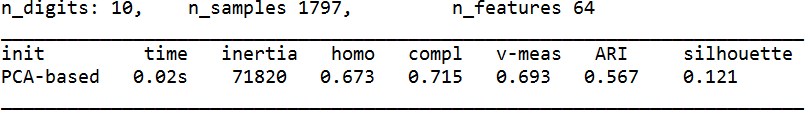 n_digits: 10, n_samples 1797, n_features 64
init time inertia homo compl v-meas ARI silhouette
PCA-based 0.02s 71820 0.673 0.715 0.693 0.567 0.121